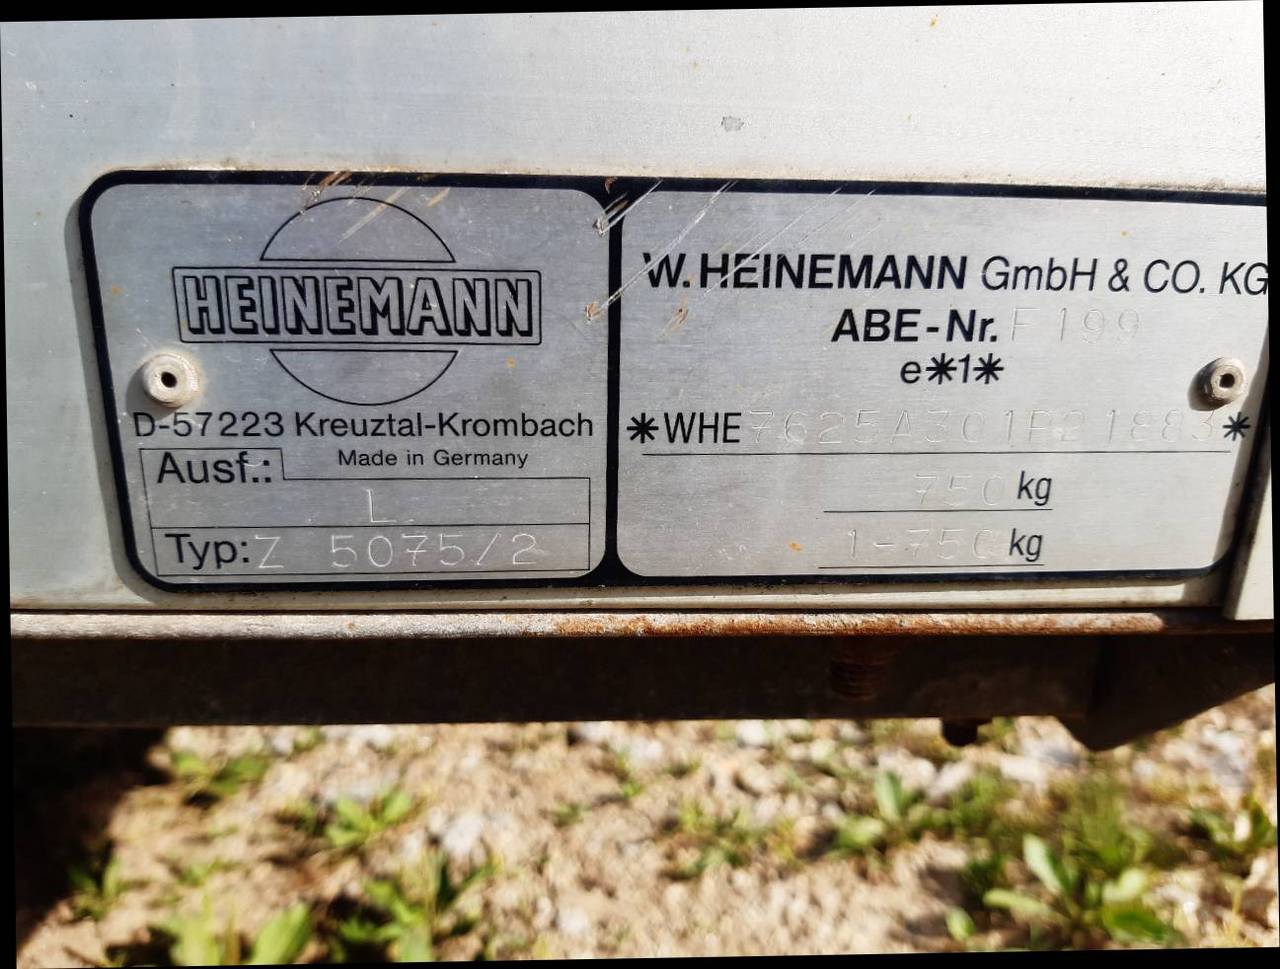 HEINEMANN
D-57223 Kreuztal-Krombach
Made in Germany
Ausf.:
L
Typ: Z 5075/2
W. HEINEMANN GmbH & CO. KG
ABE-Nr. F 199
e*1*
*WHE7625A301P21883*
750 kg
1-750 kg